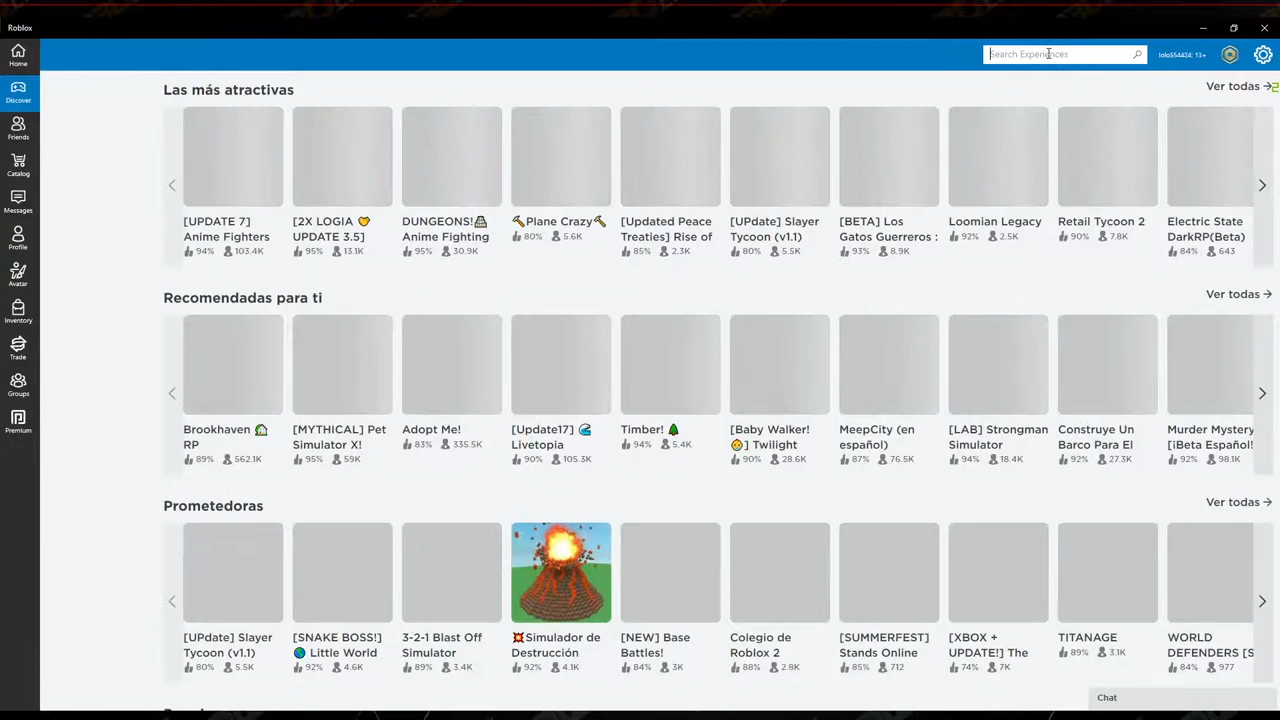 Roblox
Search Experiences
lolo554424: 13+
Home
Discover
Friends
Catalog
Messages
Profile
Avatar
Inventory
Trade
Groups
Premium
Las más atractivas
Ver todas →
2
[UPDATE 7]
Anime Fighters
94% 103.4K
[2X LOGIA 
UPDATE 3.5]
95% 13.1K
DUNGEONS!
Anime Fighting
95% 30.9K
🔨Plane Crazy🔨
80% 5.6K
[Updated Peace
Treaties] Rise of
85% 2.3K
[UPdate] Slayer
Tycoon (v1.1)
80% 5.5K
[BETA] Los
Gatos Guerreros :
93% 8.9K
Loomian Legacy
92% 2.5K
Retail Tycoon 2
90% 7.8K
Electric State
DarkRP(Beta)
84% 643
Recomendadas para ti
Ver todas →
Brookhaven 🏡
RP
89% 562.1K
[MYTHICAL] Pet
Simulator X!
95% 59K
Adopt Me!
83% 335.5K
[Update17] 🌊
Livetopia
90% 105.3K
Timber! 🌲
94% 5.4K
[Baby Walker!
👶] Twilight
90% 28.6K
MeepCity (en
español)
87% 76.5K
[LAB] Strongman
Simulator
94% 18.4K
Construye Un
Barco Para El
92% 27.3K
Murder Mystery
[¡Beta Español!
92% 98.1K
Prometedoras
Ver todas →
[UPdate] Slayer
Tycoon (v1.1)
80% 5.5K
[SNAKE BOSS!]
🌎 Little World
92% 4.6K
3-2-1 Blast Off
Simulator
89% 3.4K
💥Simulador de
Destrucción
92% 4.1K
[NEW] Base
Battles!
84% 3K
Colegio de
Roblox 2
88% 2.8K
[SUMMERFEST]
Stands Online
85% 712
[XBOX +
UPDATE!] The
74% 7K
TITANAGE
89% 3.1K
WORLD
DEFENDERS [S
84% 977
Chat